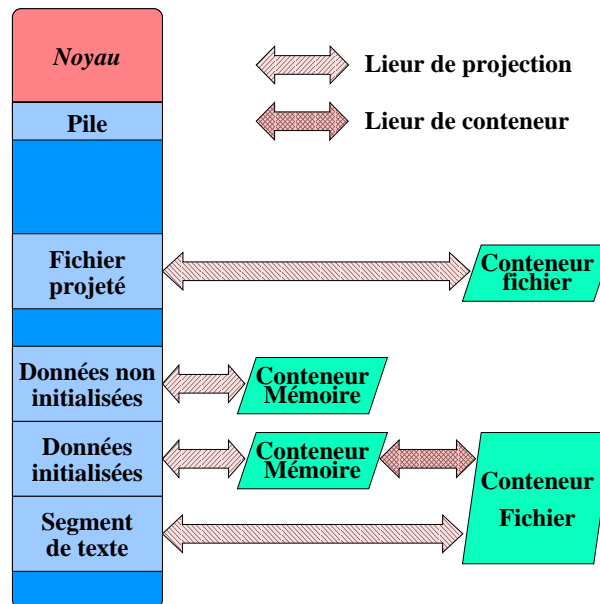 Noyau
Lieur de projection
Pile
Lieur de conteneur
Fichier
projeté
Conteneur
fichier
Données non
initialisées
Conteneur
Mémoire
Données
initialisées
Conteneur
Mémoire
Conteneur
Fichier
Segment
de texte